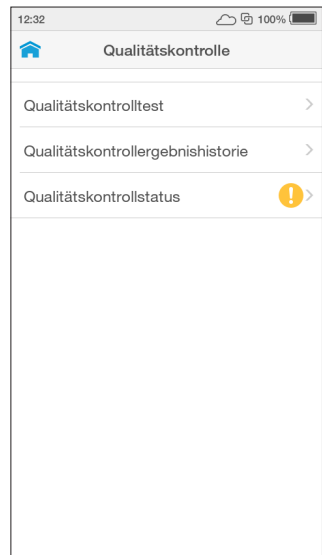 12:32 100%
Qualitätskontrolle
Qualitätskontrolltest
Qualitätskontrollergebnishistorie
Qualitätskontrollstatus